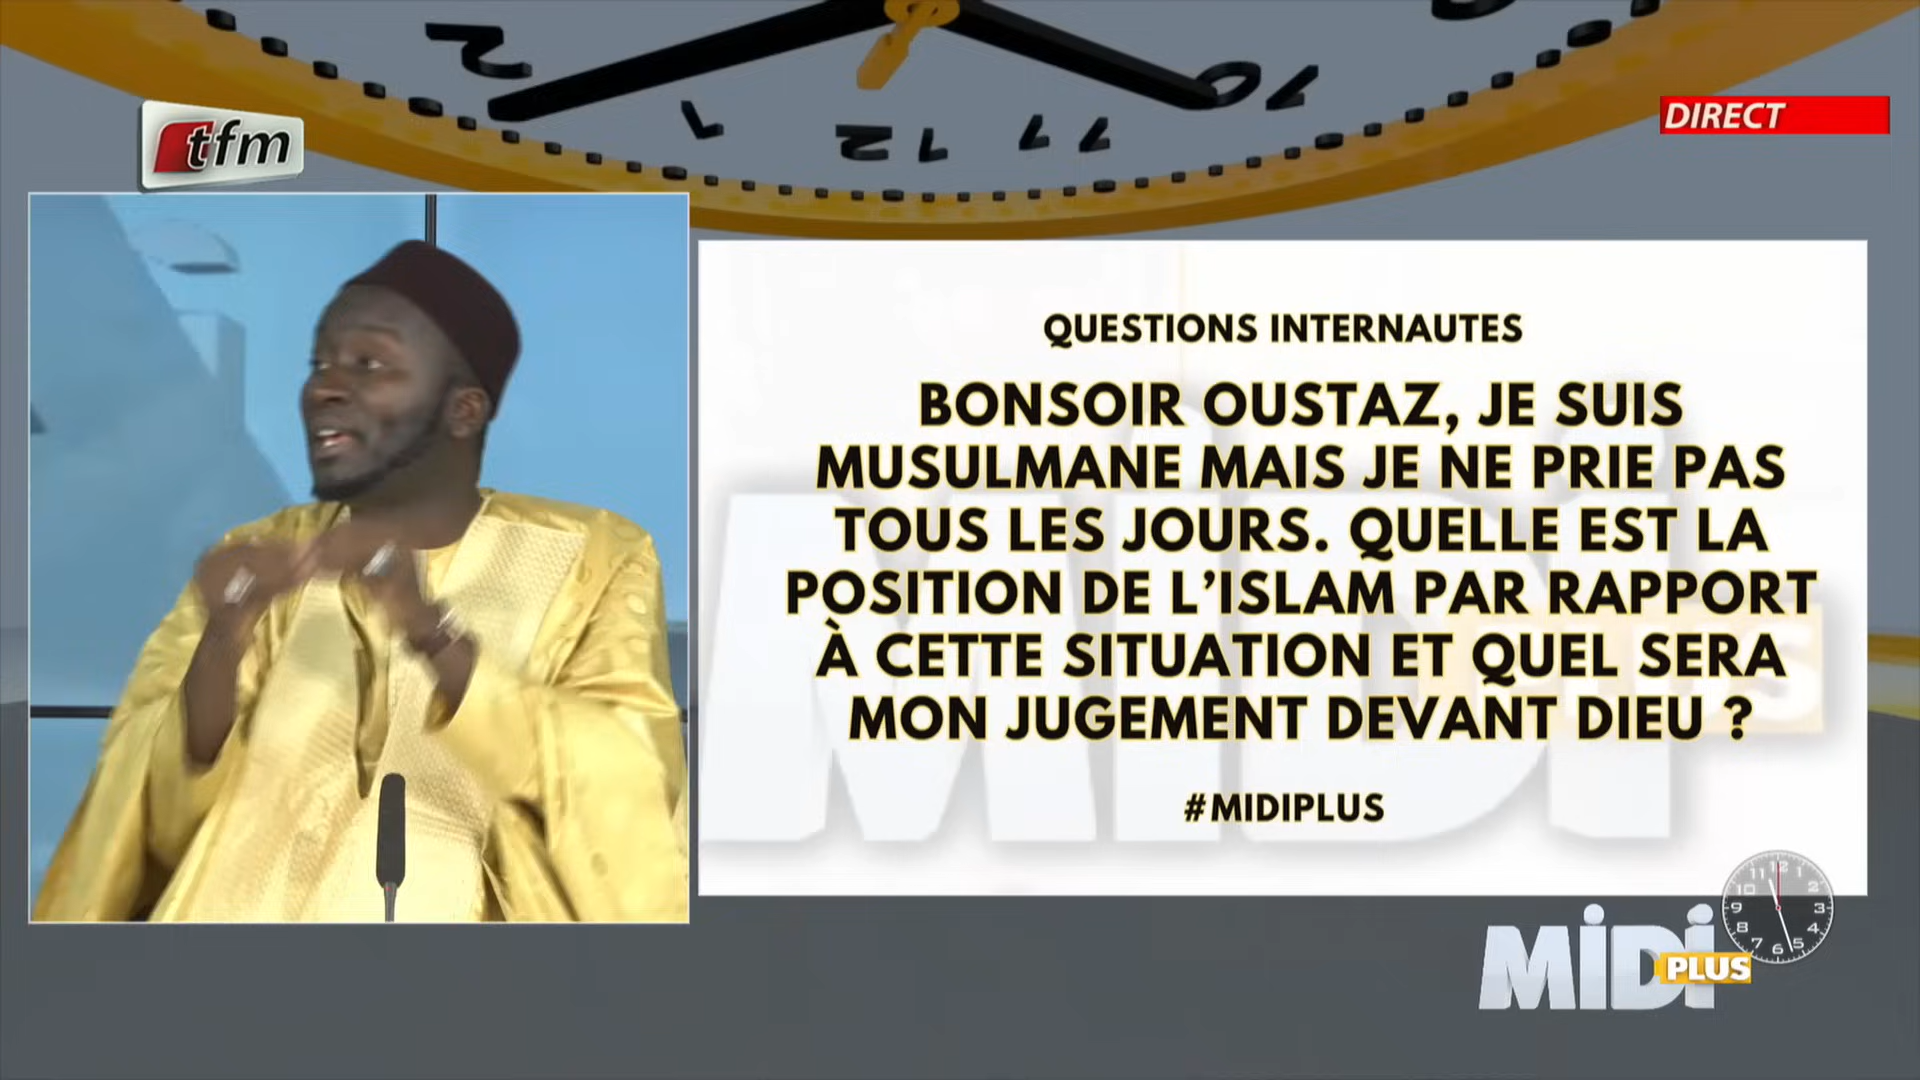 tfm
DIRECT
QUESTIONS INTERNAUTES
BONSOIR OUSTAZ, JE SUIS
MUSULMANE MAIS JE NE PRIE PAS
TOUS LES JOURS. QUELLE EST LA
POSITION DE L’ISLAM PAR RAPPORT
À CETTE SITUATION ET QUEL SERA
MON JUGEMENT DEVANT DIEU ?
#MIDIPLUS
MiDi
PLUS